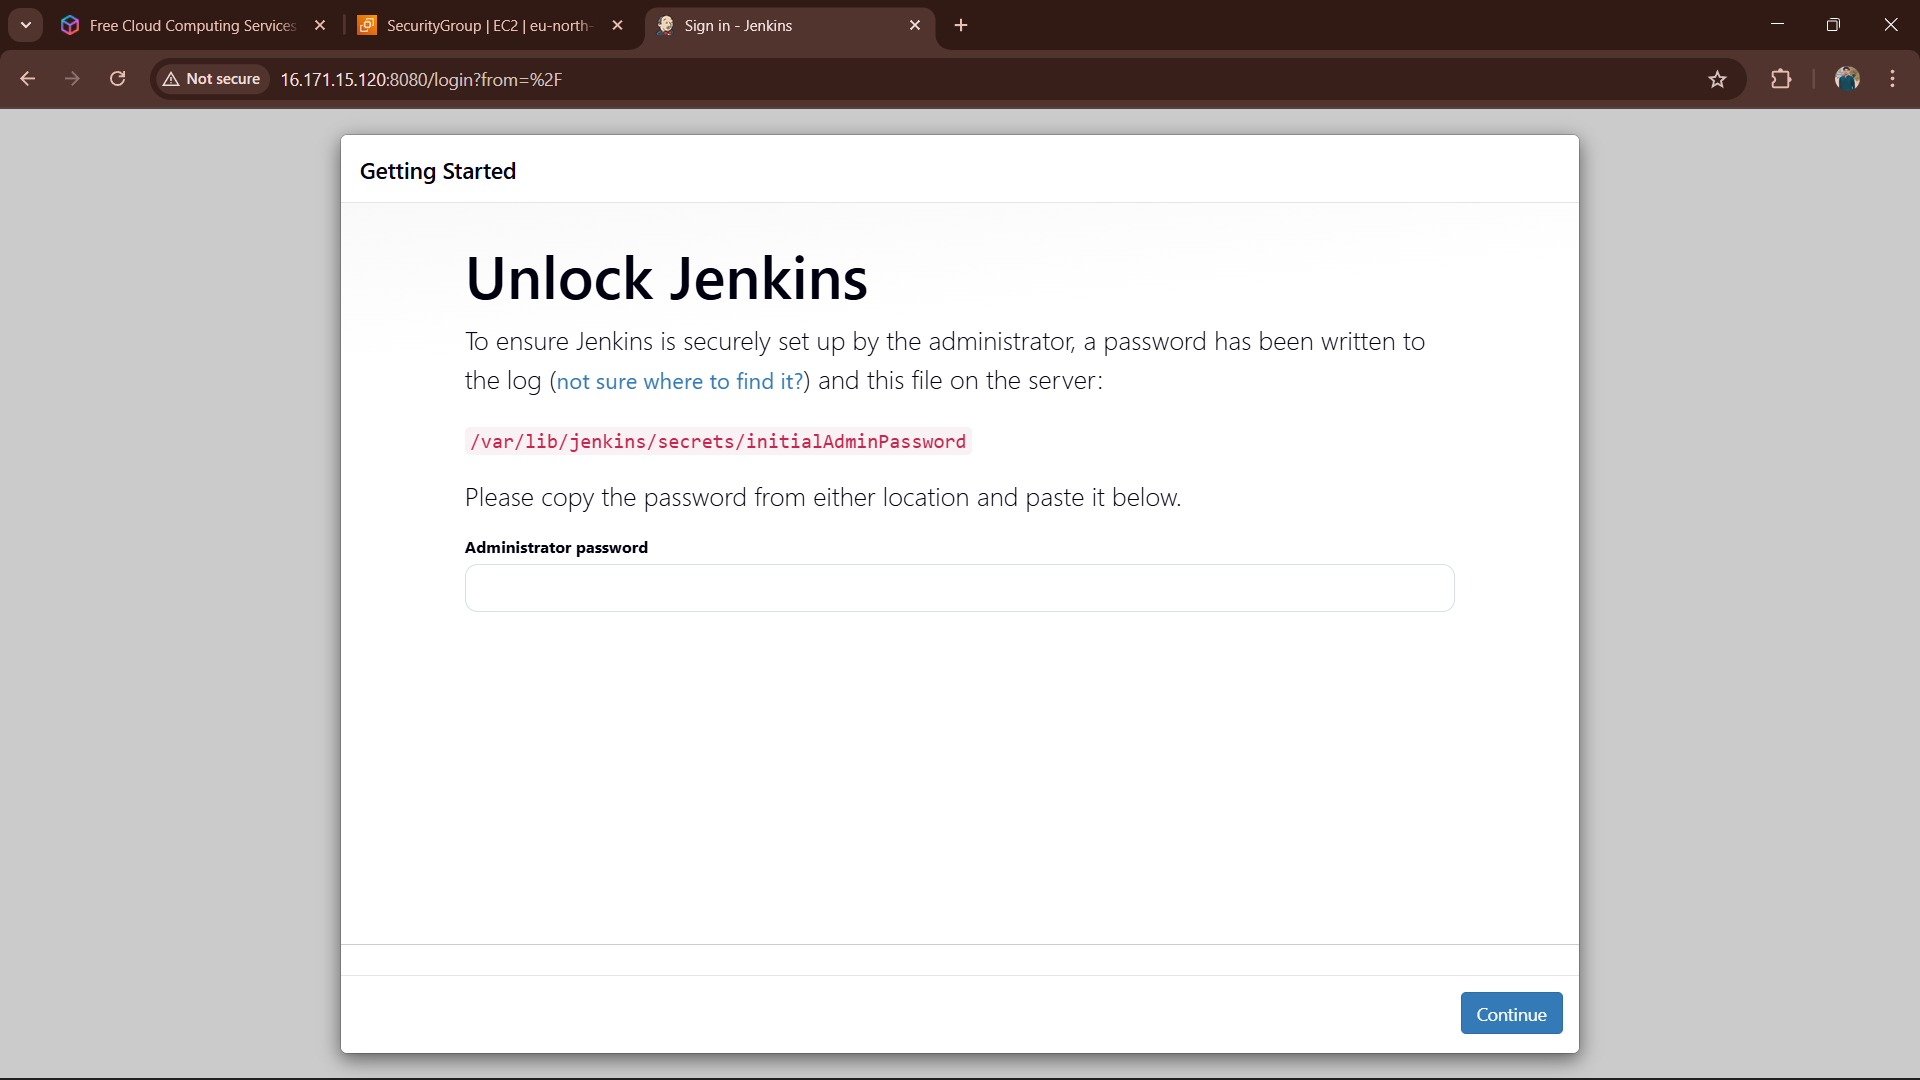 Free Cloud Computing Services
SecurityGroup | EC2 | eu-north-
Sign in - Jenkins
Not secure
16.171.15.120:8080/login?from=%2F
Getting Started
Unlock Jenkins
To ensure Jenkins is securely set up by the administrator, a password has been written to
the log (not sure where to find it?) and this file on the server:
/var/lib/jenkins/secrets/initialAdminPassword
Please copy the password from either location and paste it below.
Administrator password
Continue